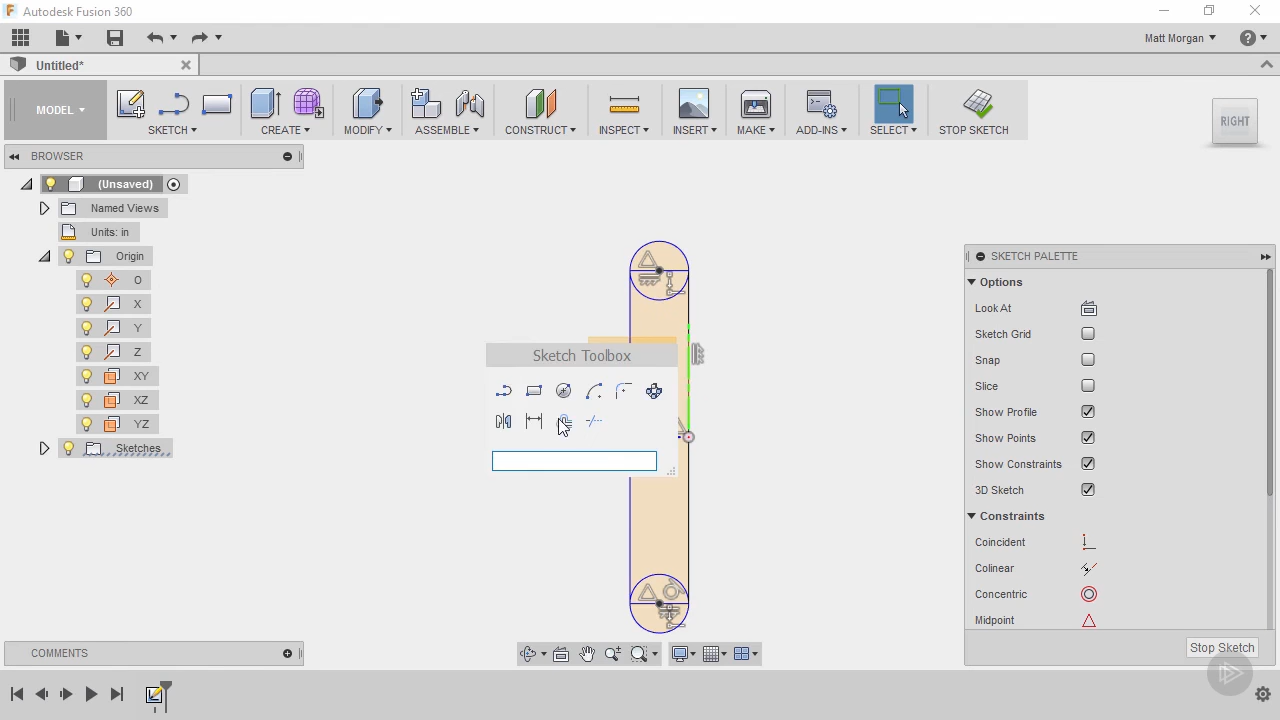 Autodesk Fusion 360
Matt Morgan
Untitled*
MODEL
SKETCH
CREATE
MODIFY
ASSEMBLE
CONSTRUCT
INSPECT
INSERT
MAKE
ADD-INS
SELECT
STOP SKETCH
RIGHT
BROWSER
(Unsaved)
Named Views
Units: in
Origin
O
X
Y
Z
XY
XZ
YZ
Sketches
Sketch Toolbox
SKETCH PALETTE
Options
Look At
Sketch Grid
Snap
Slice
Show Profile
Show Points
Show Constraints
3D Sketch
Constraints
Coincident
Colinear
Concentric
Midpoint
Stop Sketch
COMMENTS